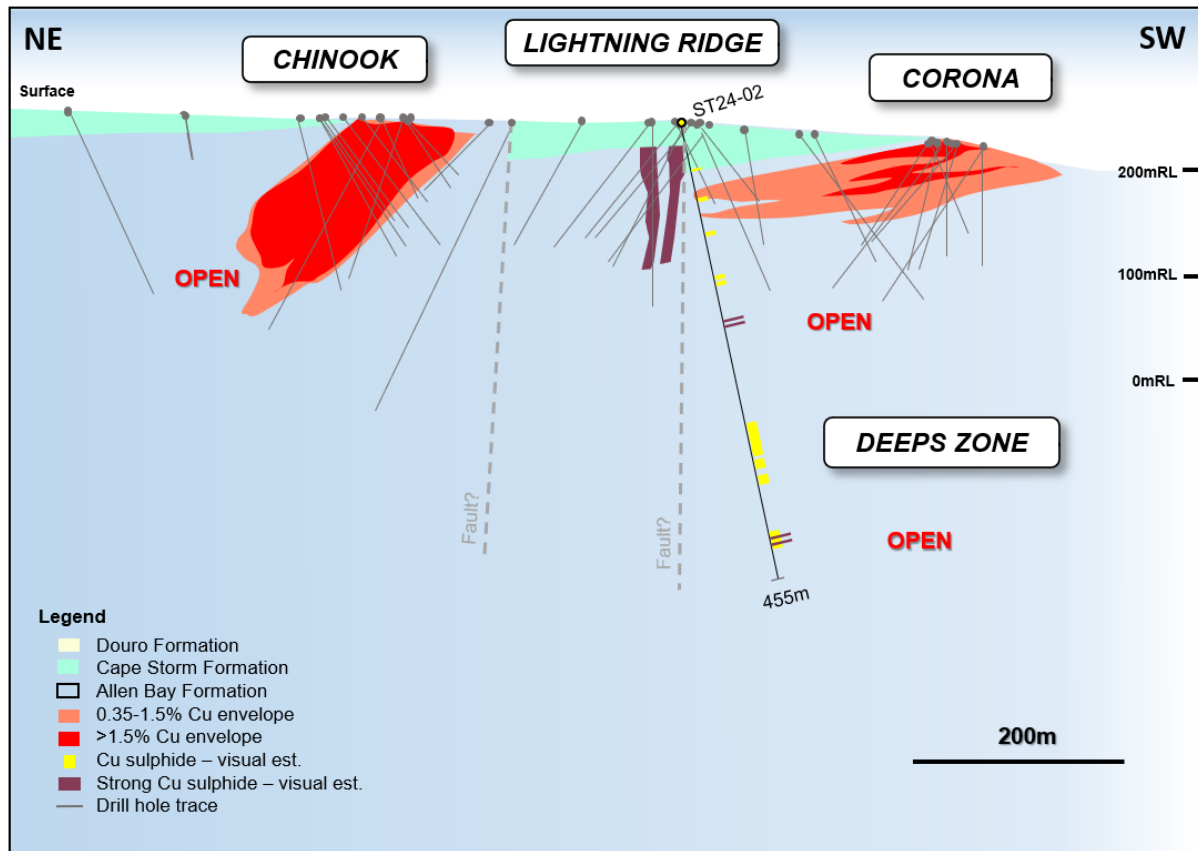 NE
SW
CHINOOK
LIGHTNING RIDGE
CORONA
Surface
ST24-02
200mRL
OPEN
100mRL
OPEN
0mRL
DEEPS ZONE
Fault?
Fault?
OPEN
455m
Legend
Douro Formation
Cape Storm Formation
Allen Bay Formation
0.35-1.5% Cu envelope
>1.5% Cu envelope
Cu sulphide – visual est.
Strong Cu sulphide – visual est.
Drill hole trace
200m